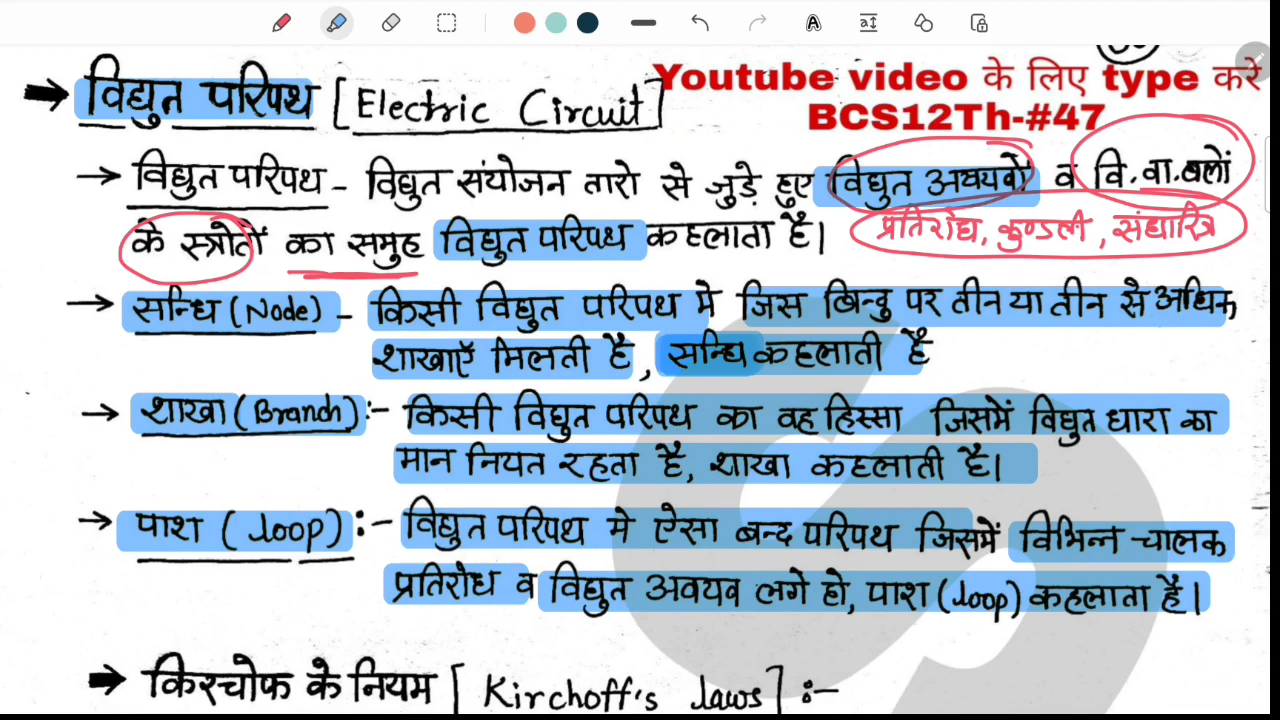 Youtube video के लिए type करे
BCS12Th-#47
→ विद्युत परिपथ [Electric Circuit]
→ विद्युत परिपथ - विद्युत संयोजन तारो से जुड़े हुए विद्युत अवयवों व वि. वा. बलों
के स्त्रोतों का समुह विद्युत परिपथ कहलाता है।
प्रतिरोध, कुण्डली, संधारित्र
→ सन्धि (Node) - किसी विद्युत परिपथ मे जिस बिन्दु पर तीन या तीन से अधिक
शाखाएँ मिलती है, सन्धि कहलाती है
→ शाखा (Branch) :- किसी विद्युत परिपथ का वह हिस्सा जिसमें विद्युत धारा का
मान नियत रहता है, शाखा कहलाती है।
→ पाश (Loop) :- विद्युत परिपथ मे ऐसा बन्द परिपथ जिसमें विभिन्न चालक
प्रतिरोध व विद्युत अवयव लगे हो, पाश (Loop) कहलाता है।
→ किरचोफ के नियम [Kirchoff's Laws] :-